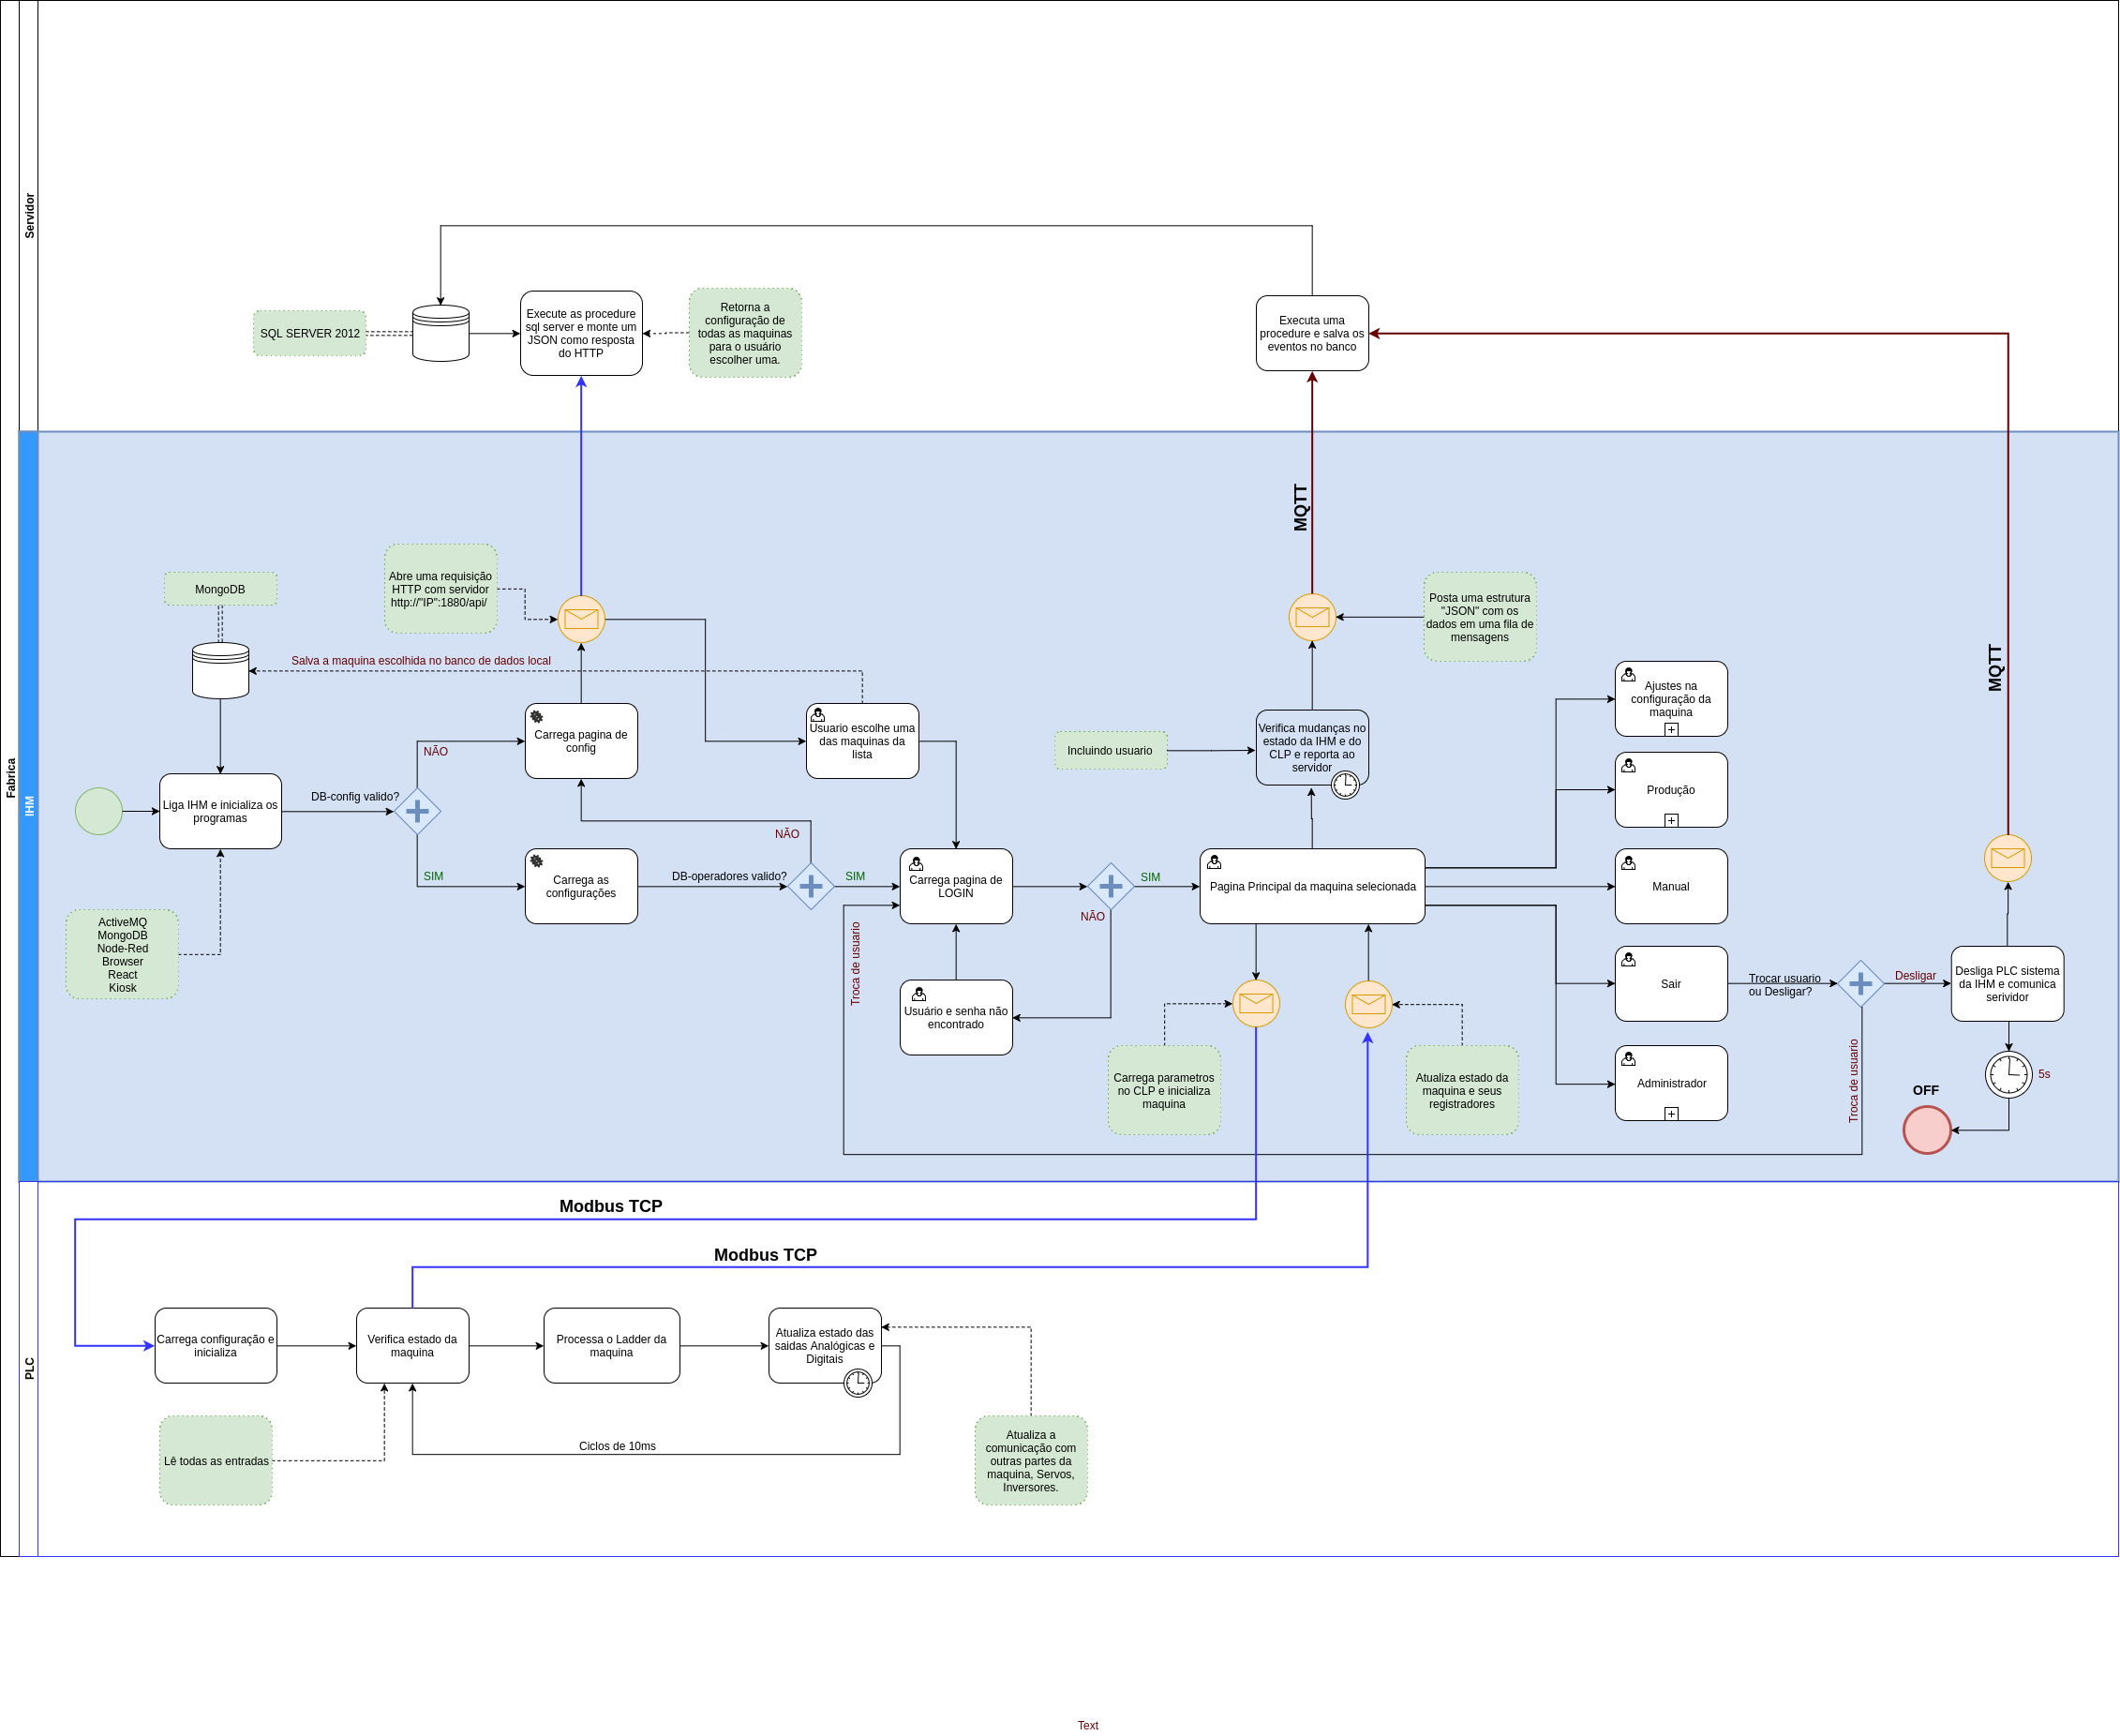 Fabrica
Servidor
SQL SERVER 2012
Execute as procedure
sql server e monte um
JSON como resposta
do HTTP
Retorna a
configuração de
todas as maquinas
para o usuário
escolher uma.
Executa uma
procedure e salva os
eventos no banco
IHM
MongoDB
Abre uma requisição
HTTP com servidor
http://"IP":1880/api/
Salva a maquina escolhida no banco de dados local
MQTT
Posta uma estrutura
"JSON" com os
dados em uma fila de
mensagens
MQTT
Liga IHM e inicializa os
programas
DB-config valido?
NÃO
SIM
Carrega pagina de
config
Usuario escolhe uma
das maquinas da
lista
Incluindo usuario
Verifica mudanças no
estado da IHM e do
CLP e reporta ao
servidor
Ajustes na
configuração da
maquina
Produção
NÃO
Carrega as
configurações
DB-operadores valido?
SIM
Carrega pagina de
LOGIN
SIM
NÃO
Pagina Principal da maquina selecionada
Manual
ActiveMQ
MongoDB
Node-Red
Browser
React
Kiosk
Troca de usuario
Usuário e senha não
encontrado
Sair
Trocar usuario
ou Desligar?
Desligar
Desliga PLC sistema
da IHM e comunica
serividor
Carrega parametros
no CLP e inicializa
maquina
Atualiza estado da
maquina e seus
registradores
Administrador
Troca de usuario
5s
OFF
PLC
Modbus TCP
Modbus TCP
Carrega configuração e
inicializa
Verifica estado da
maquina
Processa o Ladder da
maquina
Atualiza estado das
saidas Analógicas e
Digitais
Lê todas as entradas
Ciclos de 10ms
Atualiza a
comunicação com
outras partes da
maquina, Servos,
Inversores.
Text